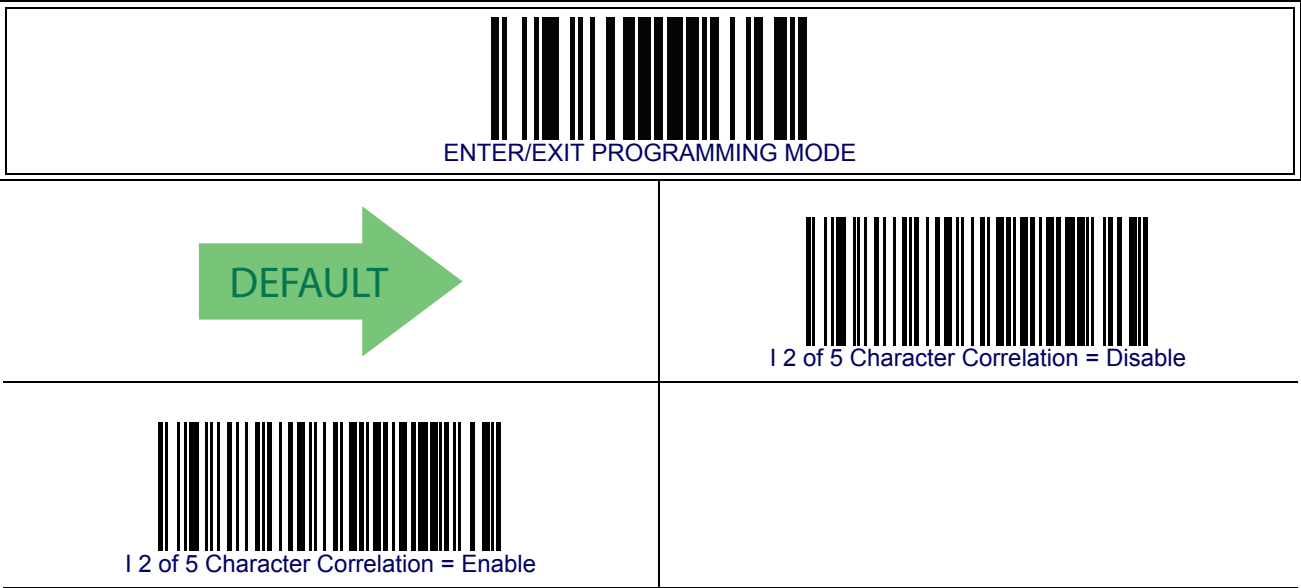 ENTER/EXIT PROGRAMMING MODE
DEFAULT
I 2 of 5 Character Correlation = Disable
I 2 of 5 Character Correlation = Enable